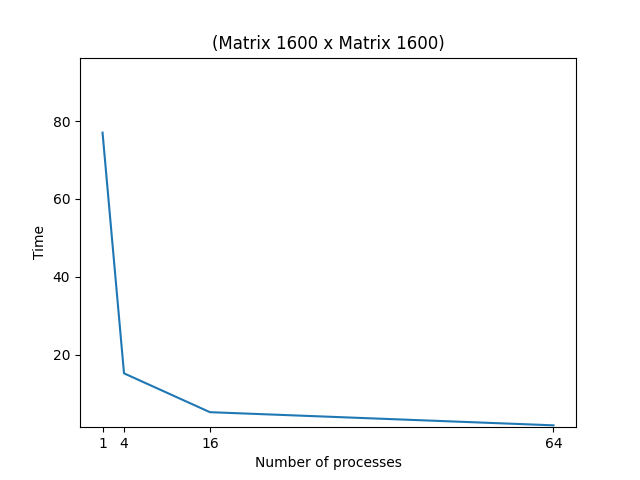 (Matrix 1600 x Matrix 1600)
Time
80
60
40
20
1 4 16 64
Number of processes